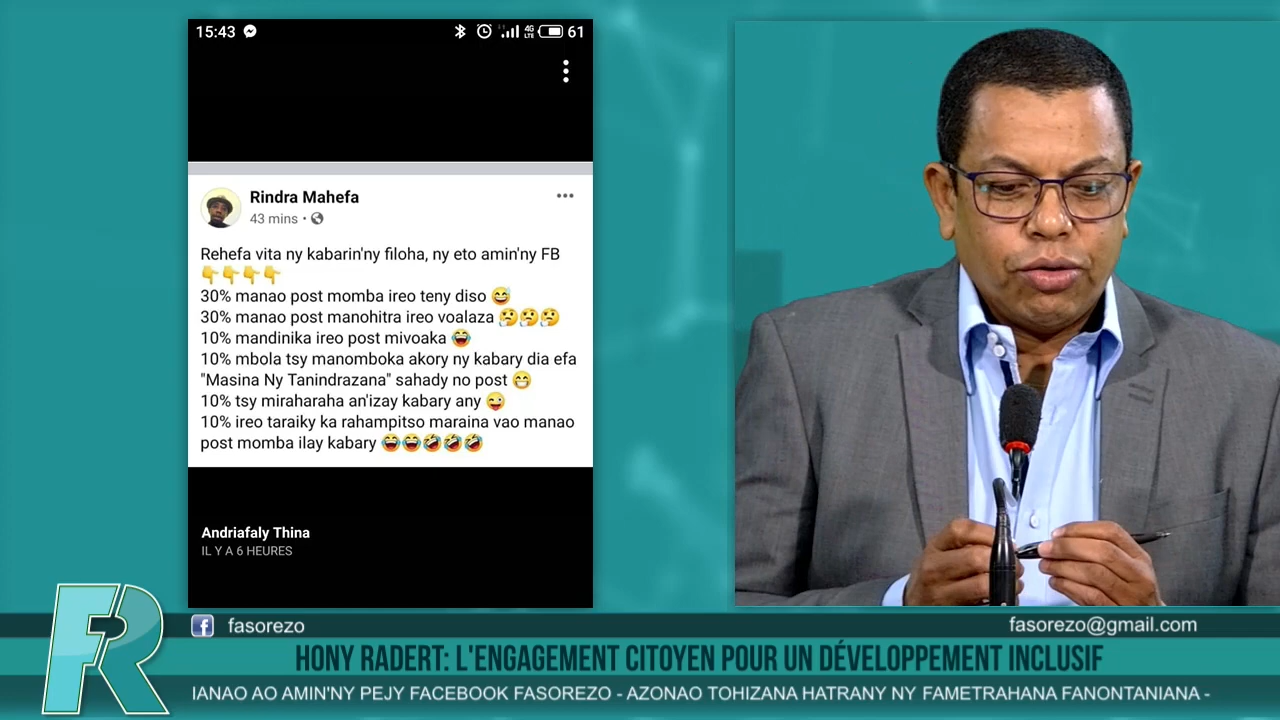 15:43
4G LTE 61
Rindra Mahefa
43 mins •
Rehefa vita ny kabarin'ny filoha, ny eto amin'ny FB
👇👇👇👇
30% manao post momba ireo teny diso 😅
30% manao post manohitra ireo voalaza 🤔🤔🤔
10% mandinika ireo post mivoaka 😂
10% mbola tsy manomboka akory ny kabary dia efa
"Masina Ny Tanindrazana" sahady no post 😁
10% tsy miraharaha an'izay kabary any 😜
10% ireo taraiky ka rahampitso maraina vao manao
post momba ilay kabary 😂😂🤣🤣🤣
Andriafaly Thina
IL Y A 6 HEURES
FR
fasorezo
fasorezo@gmail.com
HONY RADERT: L'ENGAGEMENT CITOYEN POUR UN DÉVELOPPEMENT INCLUSIF
IANAO AO AMIN'NY PEJY FACEBOOK FASOREZO - AZONAO TOHIZANA HATRANY NY FAMETRAHANA FANONTANIANA -